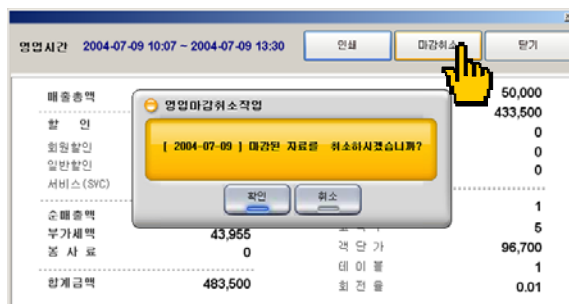 영업시간 2004-07-09 10:07 ~ 2004-07-09 13:30 인쇄 마감취소 닫기
매출총액 50,000
433,500
할 인 0
회원할인 0
일반할인 0
서비스(SVC)
영업마감취소작업
[ 2004-07-09 ] 마감된 자료를 취소하시겠습니까?
확인 취소
순매출액 1
부가세액 43,955 5
봉 사 료 0 객 단 가 96,700
테 이 블 1
합계금액 483,500 회 전 율 0.01